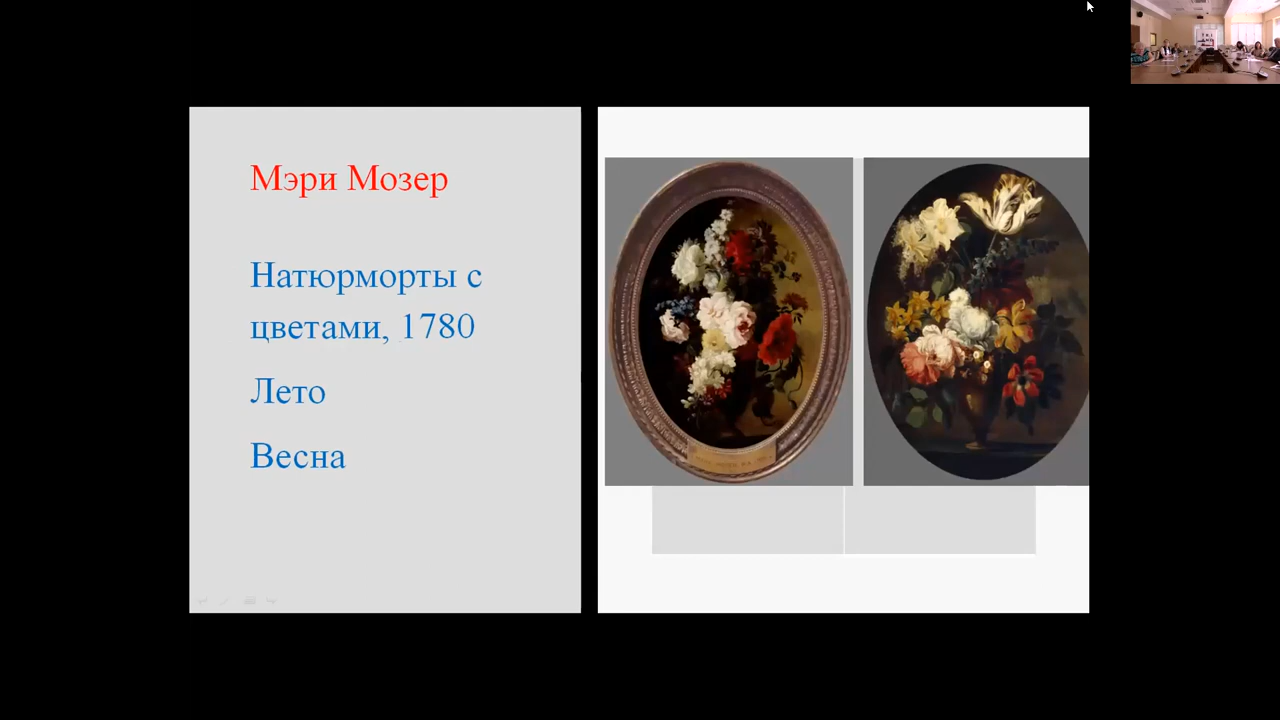 Мэри Мозер
Натюрморты с
цветами, 1780
Лето
Весна